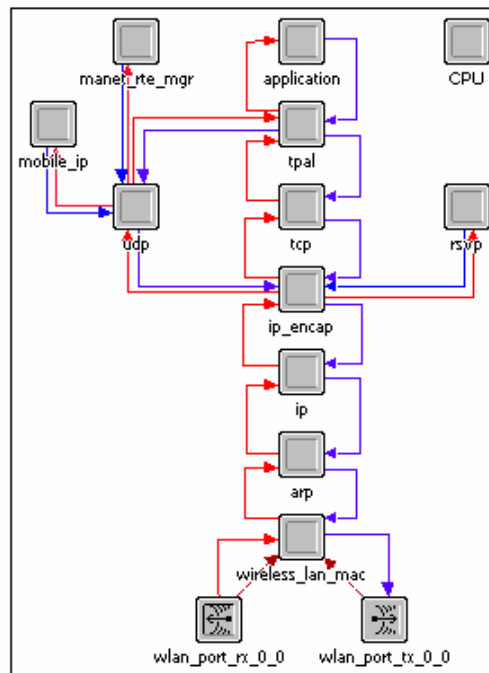 manet_rte_mgr
application
CPU
mobile_ip
tpal
udp
tcp
rsvp
ip_encap
ip
arp
wireless_lan_mac
wlan_port_rx_0_0
wlan_port_tx_0_0